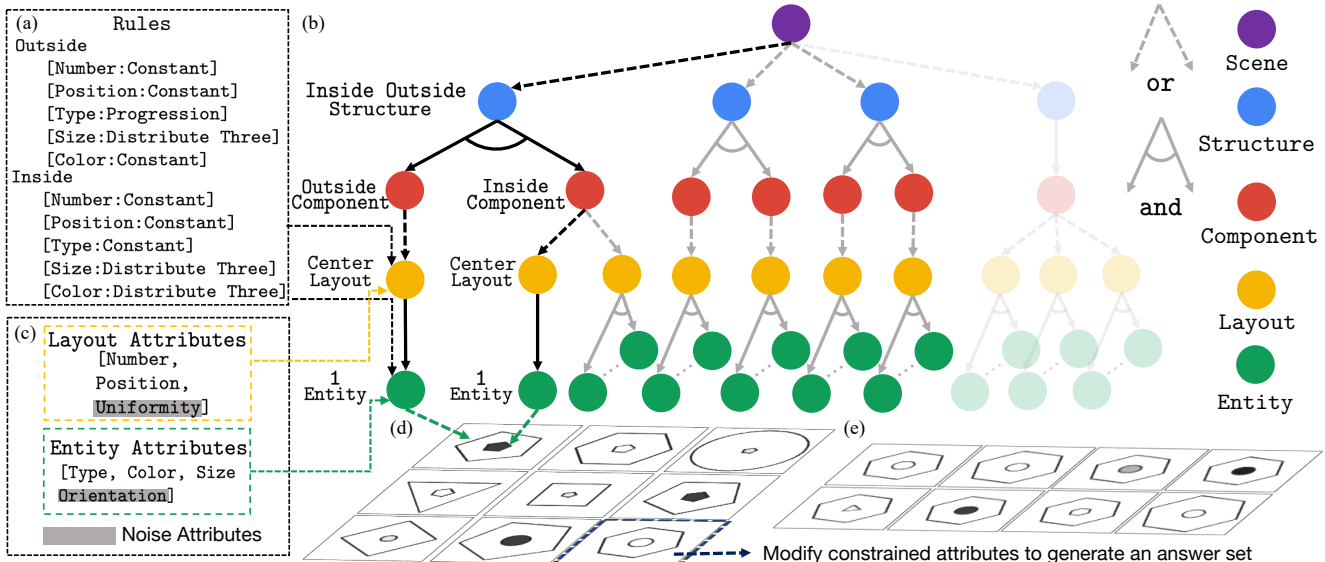 (a) Rules
Outside
[Number:Constant]
[Position:Constant]
[Type:Progression]
[Size:Distribute Three]
[Color:Constant]
Inside
[Number:Constant]
[Position:Constant]
[Type:Constant]
[Size:Distribute Three]
[Color:Distribute Three]
(b)
Inside Outside
Structure
Outside
Component
Inside
Component
Center
Layout
Center
Layout
1
Entity
1
Entity
or
and
Scene
Structure
Component
Layout
Entity
(c)
Layout Attributes
[Number,
Position,
Uniformity]
Entity Attributes
[Type, Color, Size
Orientation]
Noise Attributes
(d)
(e)
Modify constrained attributes to generate an answer set